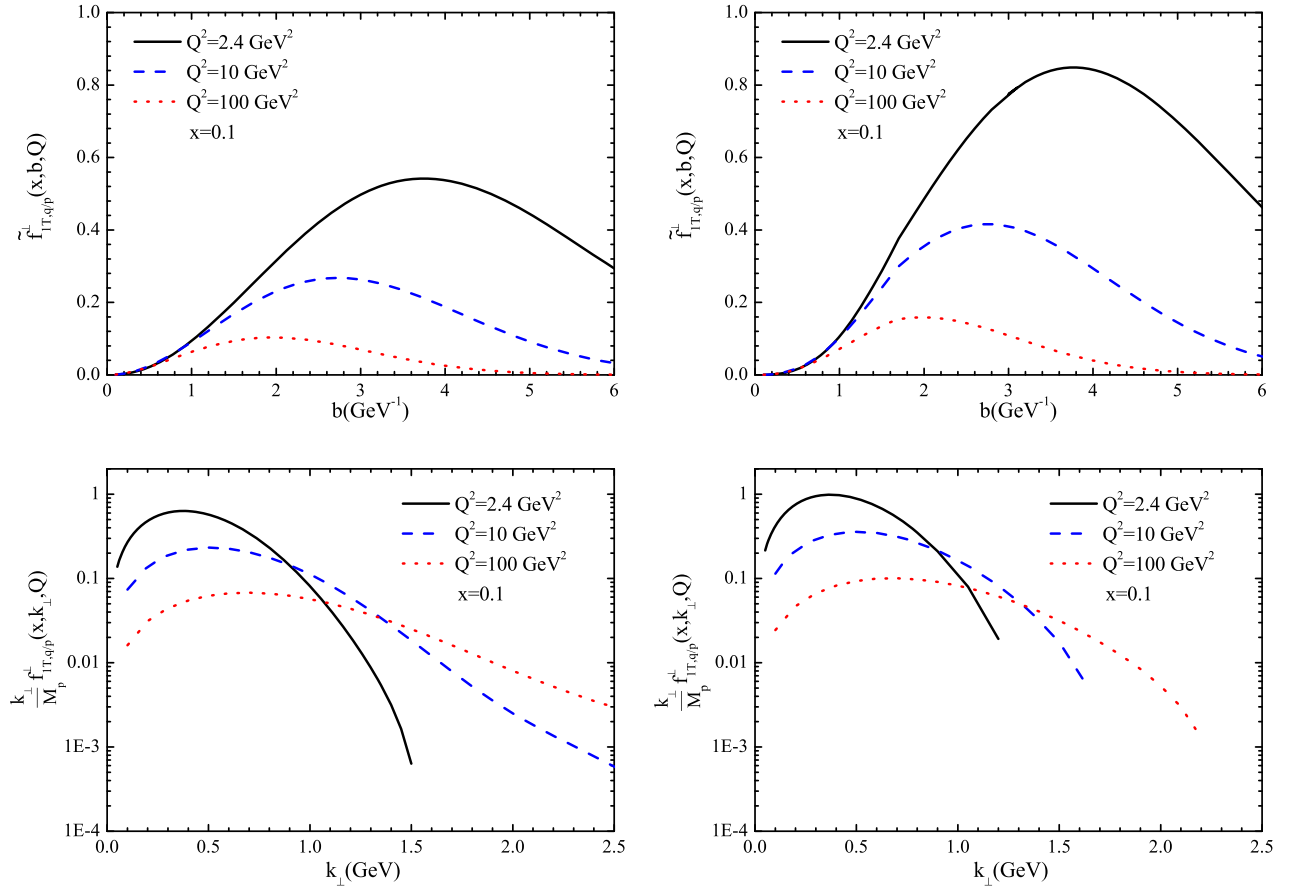 1.0
0.8
0.6
0.4
0.2
0.0
f̃⊥1T,q/p(x,b,Q)
Q²=2.4 GeV²
Q²=10 GeV²
Q²=100 GeV²
x=0.1
0 1 2 3 4 5 6
b(GeV⁻¹)
1.0
0.8
0.6
0.4
0.2
0.0
f̃⊥1T,q/p(x,b,Q)
Q²=2.4 GeV²
Q²=10 GeV²
Q²=100 GeV²
x=0.1
0 1 2 3 4 5 6
b(GeV⁻¹)
1
0.1
0.01
1E-3
1E-4
k⊥/Mp f⊥1T,q/p(x,k⊥,Q)
Q²=2.4 GeV²
Q²=10 GeV²
Q²=100 GeV²
x=0.1
0.0 0.5 1.0 1.5 2.0 2.5
k⊥(GeV)
1
0.1
0.01
1E-3
1E-4
k⊥/Mp f⊥1T,q/p(x,k⊥,Q)
Q²=2.4 GeV²
Q²=10 GeV²
Q²=100 GeV²
x=0.1
0.0 0.5 1.0 1.5 2.0 2.5
k⊥(GeV)